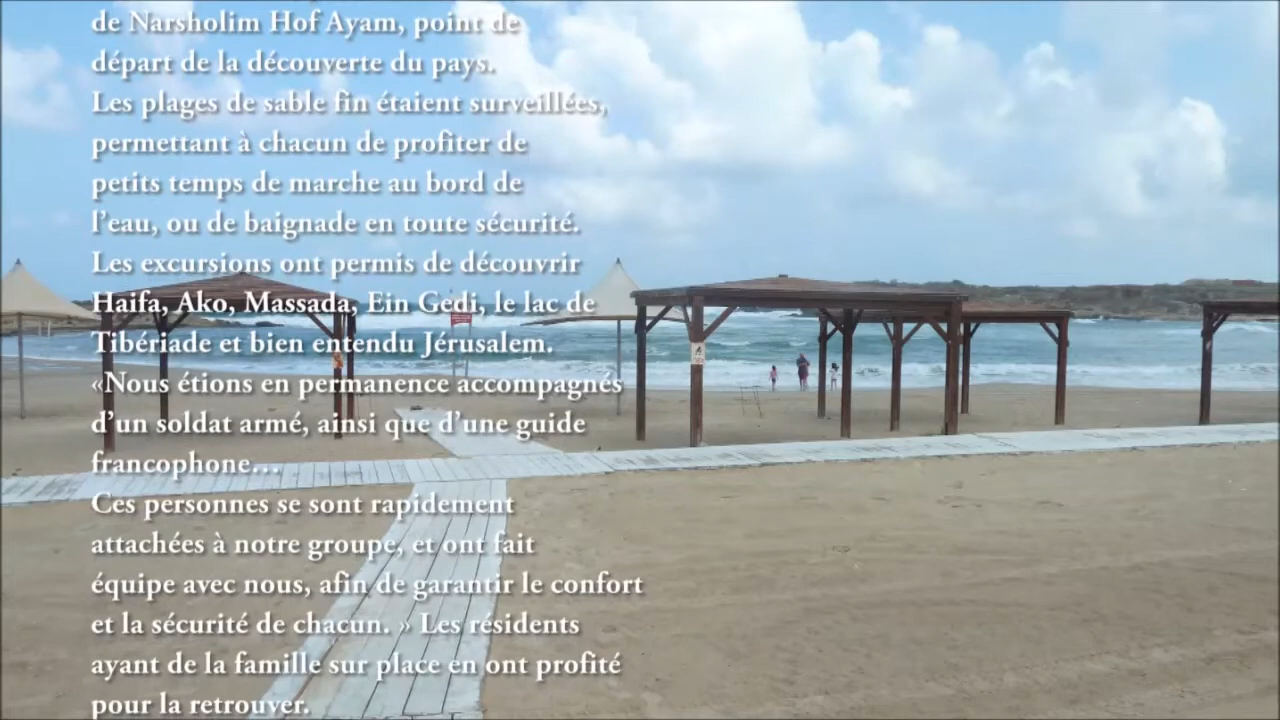 de Narsholim Hof Ayam, point de
départ de la découverte du pays.
Les plages de sable fin étaient surveillées,
permettant à chacun de profiter de
petits temps de marche au bord de
l’eau, ou de baignade en toute sécurité.
Les excursions ont permis de découvrir
Haifa, Ako, Massada, Ein Gedi, le lac de
Tibériade et bien entendu Jérusalem.
«Nous étions en permanence accompagnés
d’un soldat armé, ainsi que d’une guide
francophone…
Ces personnes se sont rapidement
attachées à notre groupe, et ont fait
équipe avec nous, afin de garantir le confort
et la sécurité de chacun. » Les résidents
ayant de la famille sur place en ont profité
pour la retrouver.